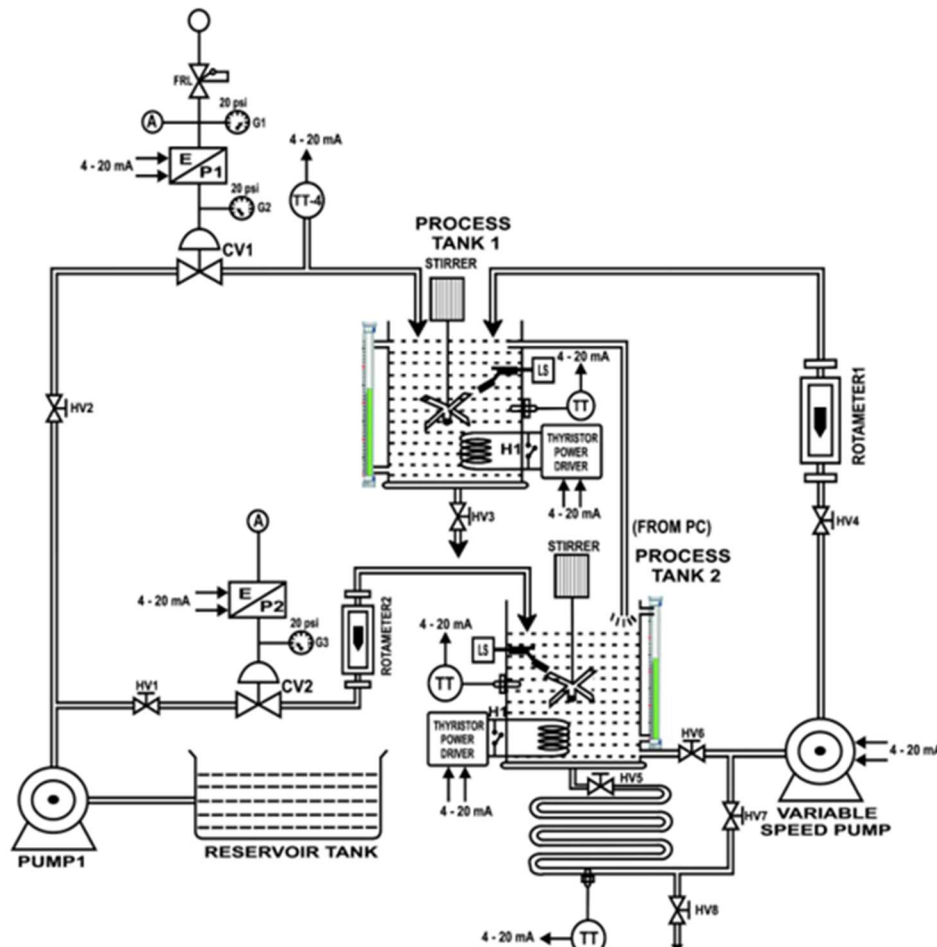 FRL
20 psi
A
G1
4 - 20 mA
E
P1
20 psi
G2
CV1
4 - 20 mA
TT-4
PROCESS
TANK 1
STIRRER
HV2
4 - 20 mA
LS
TT
H1
THYRISTOR
POWER
DRIVER
4 - 20 mA
HV3
ROTAMETER1
HV4
(FROM PC)
PROCESS
TANK 2
STIRRER
A
4 - 20 mA
E
P2
20 psi
G3
CV2
HV1
ROTAMETER2
4 - 20 mA
LS
TT
H1
THYRISTOR
POWER
DRIVER
4 - 20 mA
HV6
HV5
HV7
4 - 20 mA
VARIABLE
SPEED PUMP
PUMP1
RESERVOIR TANK
HV8
4 - 20 mA
TT